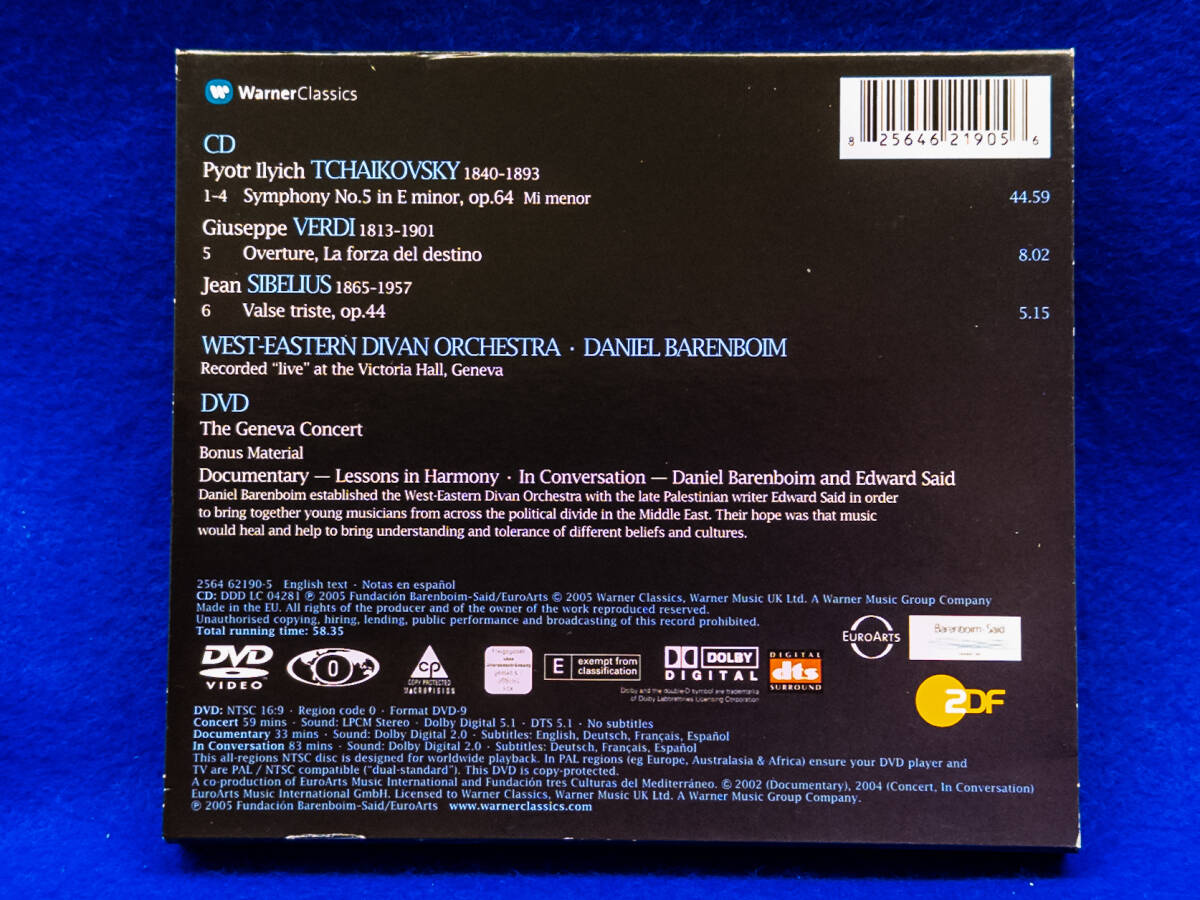 WarnerClassics
8 25646 21905 6
CD
Pyotr Ilyich TCHAIKOVSKY 1840-1893
1-4 Symphony No.5 in E minor, op.64 Mi menor 44.59
Giuseppe VERDI 1813-1901
5 Overture, La forza del destino 8.02
Jean SIBELIUS 1865-1957
6 Valse triste, op.44 5.15
WEST-EASTERN DIVAN ORCHESTRA · DANIEL BARENBOIM
Recorded “live” at the Victoria Hall, Geneva
DVD
The Geneva Concert
Bonus Material
Documentary — Lessons in Harmony · In Conversation — Daniel Barenboim and Edward Said
Daniel Barenboim established the West-Eastern Divan Orchestra with the late Palestinian writer Edward Said in order
to bring together young musicians from across the political divide in the Middle East. Their hope was that music
would heal and help to bring understanding and tolerance of different beliefs and cultures.
2564 62190-5 English text · Notas en español
CD: DDD LC 04281 ℗ 2005 Fundación Barenboim-Said/EuroArts © 2005 Warner Classics, Warner Music UK Ltd. A Warner Music Group Company
Made in the EU. All rights of the producer and of the owner of the work reproduced reserved.
Unauthorised copying, hiring, lending, public performance and broadcasting of this record prohibited.
Total running time: 58.35
DVD
VIDEO
0
CP
COPY PROTECTED
MACROVISION
E exempt from
classification
DOLBY
DIGITAL
Dolby and the double-D symbol are trademarks
of Dolby Laboratories Licensing Corporation
DIGITAL
dts
SURROUND
EUROARTS
Barenboim-Said
2DF
DVD: NTSC 16:9 · Region code 0 · Format DVD-9
Concert 59 mins · Sound: LPCM Stereo · Dolby Digital 5.1 · DTS 5.1 · No subtitles
Documentary 33 mins · Sound: Dolby Digital 2.0 · Subtitles: English, Deutsch, Français, Español
In Conversation 83 mins · Sound: Dolby Digital 2.0 · Subtitles: Deutsch, Français, Español
This all-regions NTSC disc is designed for worldwide playback. In PAL regions (eg Europe, Australasia & Africa) ensure your DVD player and
TV are PAL / NTSC compatible (“dual-standard”). This DVD is copy-protected.
A co-production of EuroArts Music International and Fundación tres Culturas del Mediterráneo. © 2002 (Documentary), 2004 (Concert, In Conversation)
EuroArts Music International GmbH. Licensed to Warner Classics, Warner Music UK Ltd. A Warner Music Group Company.
℗ 2005 Fundación Barenboim-Said/EuroArts www.warnerclassics.com